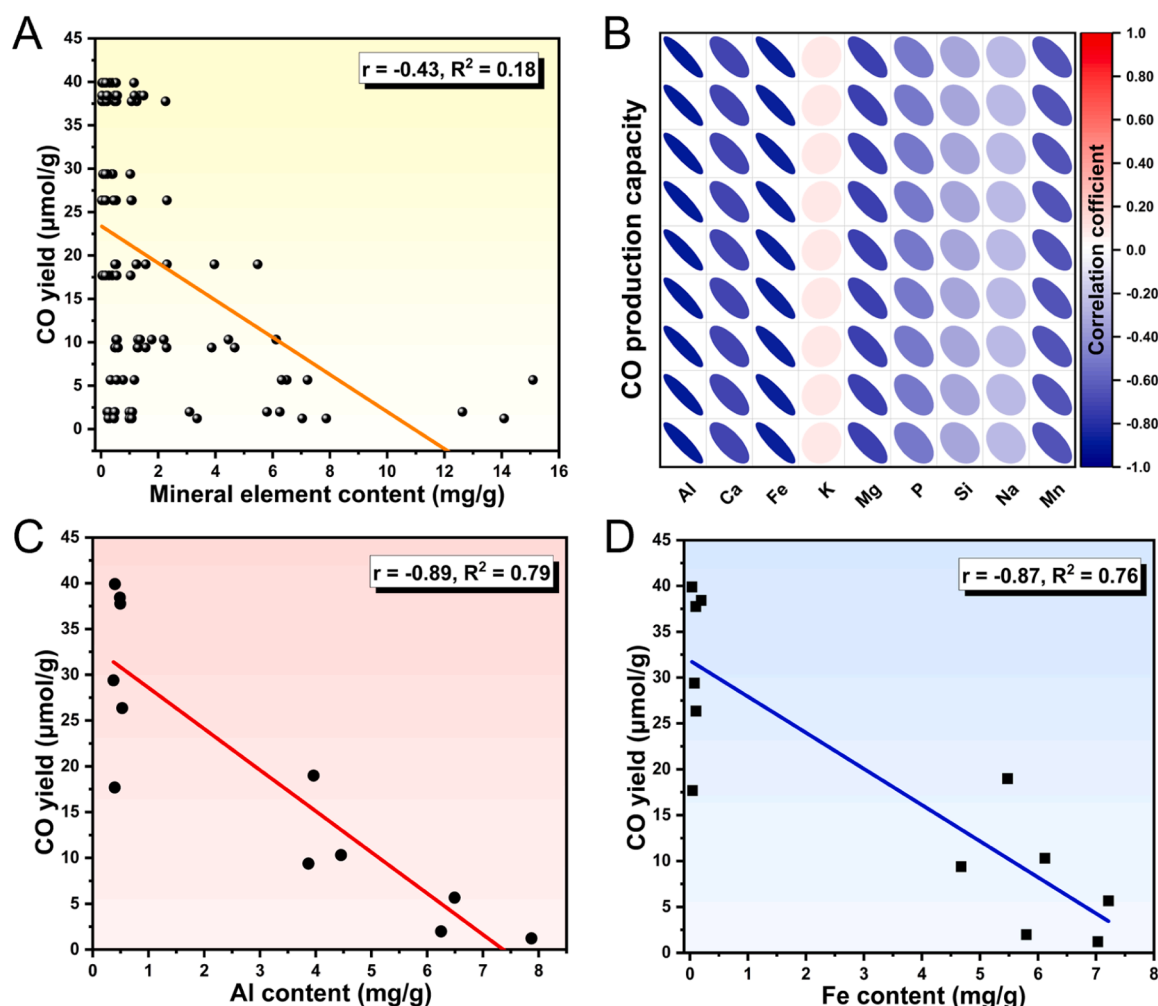 A
r = -0.43, R² = 0.18
CO yield (μmol/g)
45
40
35
30
25
20
15
10
5
0
0 2 4 6 8 10 12 14 16
Mineral element content (mg/g)
B
CO production capacity
Al Ca Fe K Mg P Si Na Mn
1.0
0.80
0.60
0.40
0.20
0.0
-0.20
-0.40
-0.60
-0.80
-1.0
Correlation cofficient
C
r = -0.89, R² = 0.79
CO yield (μmol/g)
45
40
35
30
25
20
15
10
5
0
0 1 2 3 4 5 6 7 8
Al content (mg/g)
D
r = -0.87, R² = 0.76
CO yield (μmol/g)
45
40
35
30
25
20
15
10
5
0
0 1 2 3 4 5 6 7 8
Fe content (mg/g)